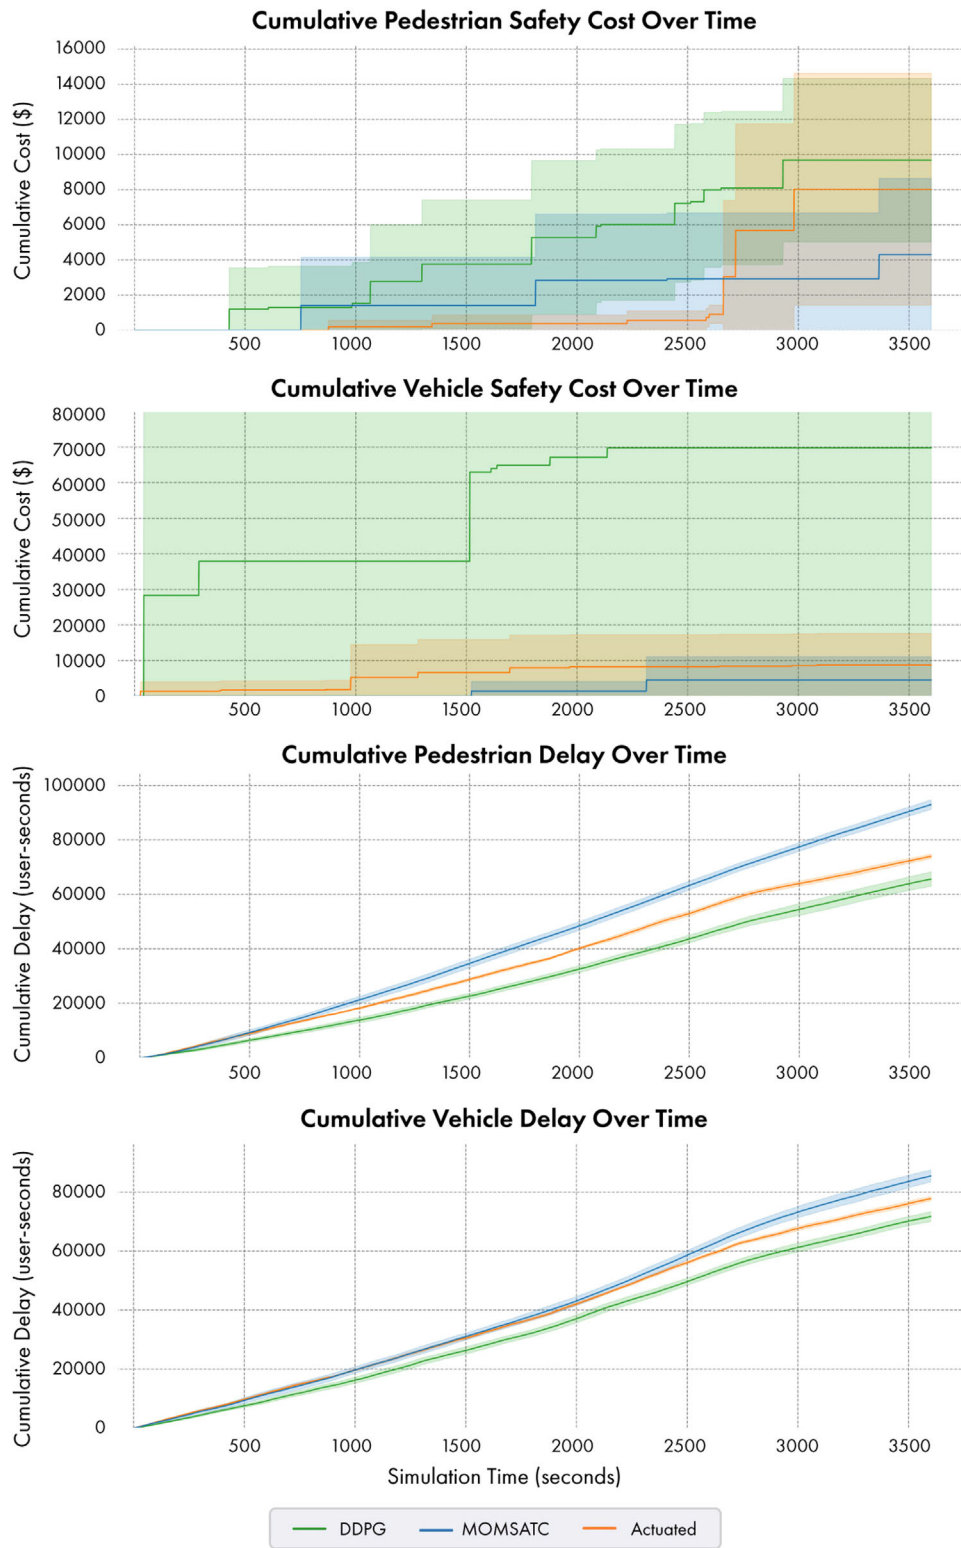 Cumulative Pedestrian Safety Cost Over Time
Cumulative Cost ($)
16000
14000
12000
10000
8000
6000
4000
2000
0
500 1000 1500 2000 2500 3000 3500
Cumulative Vehicle Safety Cost Over Time
Cumulative Cost ($)
80000
70000
60000
50000
40000
30000
20000
10000
0
500 1000 1500 2000 2500 3000 3500
Cumulative Pedestrian Delay Over Time
Cumulative Delay (user-seconds)
100000
80000
60000
40000
20000
0
500 1000 1500 2000 2500 3000 3500
Cumulative Vehicle Delay Over Time
Cumulative Delay (user-seconds)
80000
60000
40000
20000
0
500 1000 1500 2000 2500 3000 3500
Simulation Time (seconds)
DDPG MOMSATC Actuated